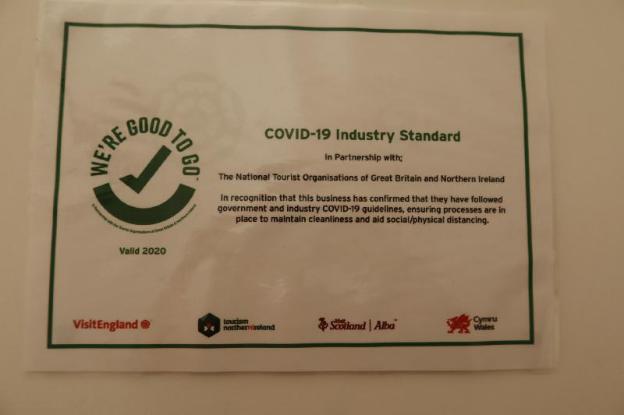 WE'RE GOOD TO GO
COVID-19 Industry Standard
In Partnership with;
The National Tourist Organisations of Great Britain and Northern Ireland
In recognition that this business has confirmed that they have followed
government and industry COVID-19 guidelines, ensuring processes are in
place to maintain cleanliness and aid social/physical distancing.
Valid 2020
VisitEngland
tourism
northernireland
Visit
Scotland | Alba™
Cymru
Wales